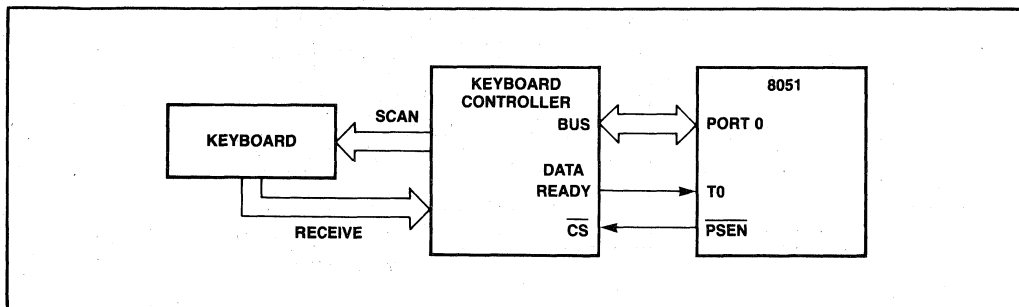 KEYBOARD
SCAN
RECEIVE
KEYBOARD
CONTROLLER
BUS
DATA
READY
CS
8051
PORT 0
T0
PSEN